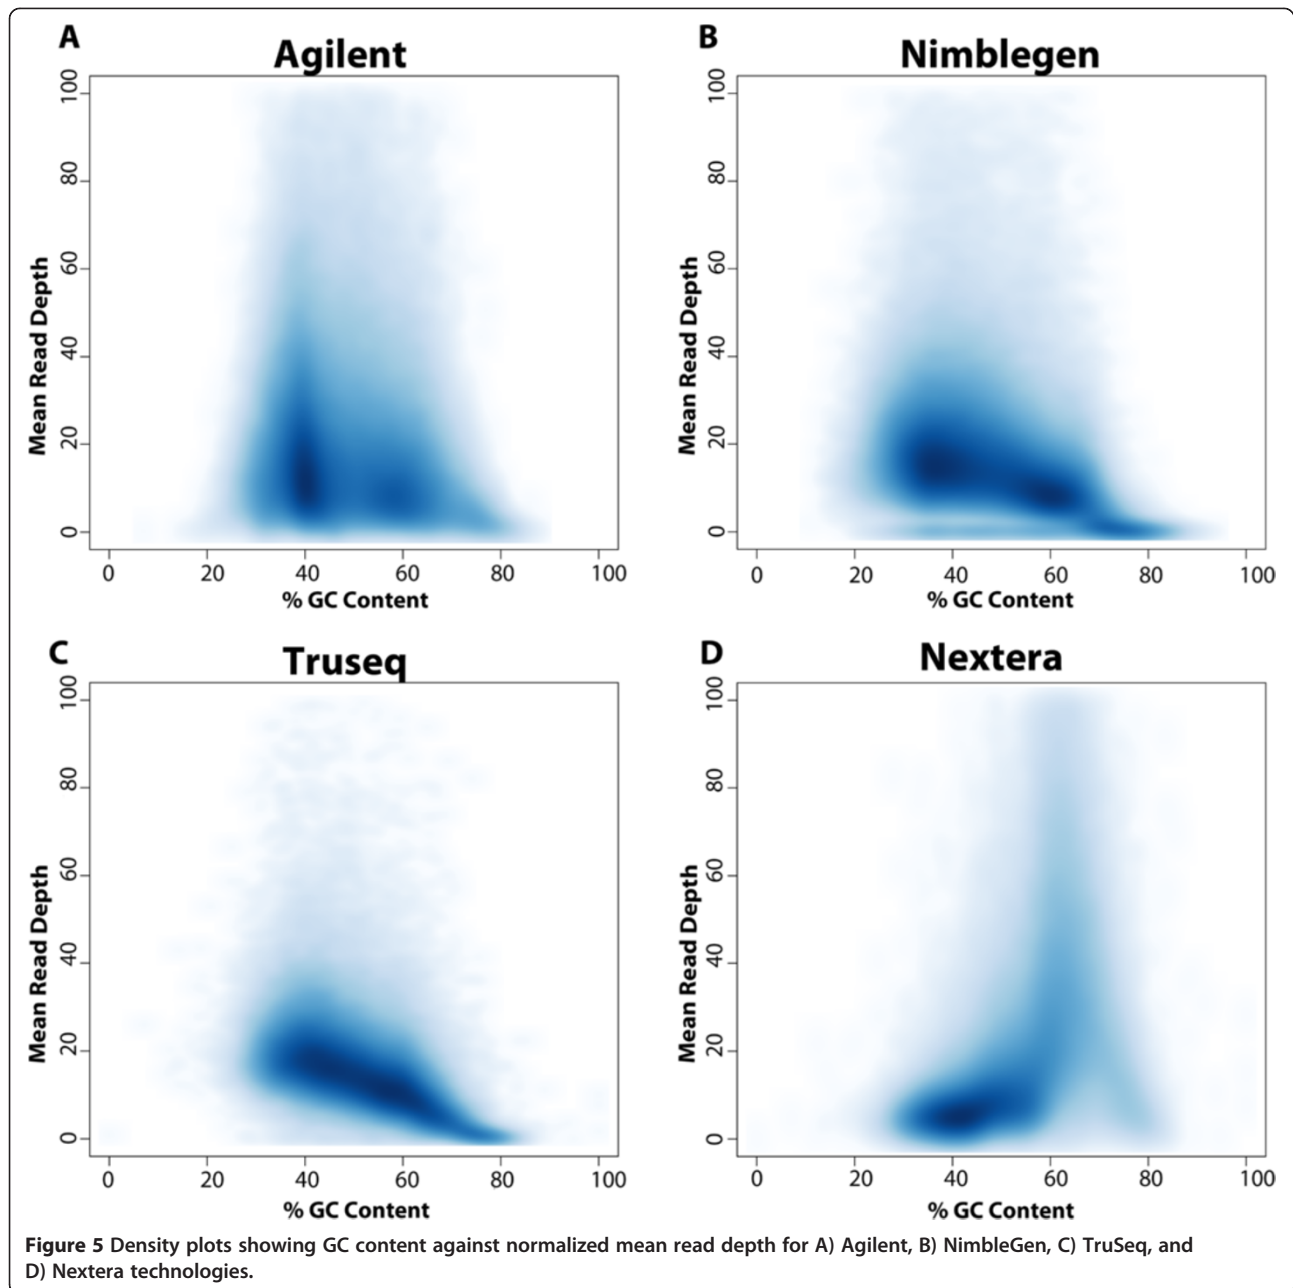 A
Agilent
Mean Read Depth
100
80
60
40
20
0
0 20 40 60 80 100
% GC Content
B
Nimblegen
Mean Read Depth
100
80
60
40
20
0
0 20 40 60 80 100
% GC Content
C
Truseq
Mean Read Depth
100
80
60
40
20
0
0 20 40 60 80 100
% GC Content
D
Nextera
Mean Read Depth
100
80
60
40
20
0
0 20 40 60 80 100
% GC Content
Figure 5 Density plots showing GC content against normalized mean read depth for A) Agilent, B) NimbleGen, C) TruSeq, and
D) Nextera technologies.